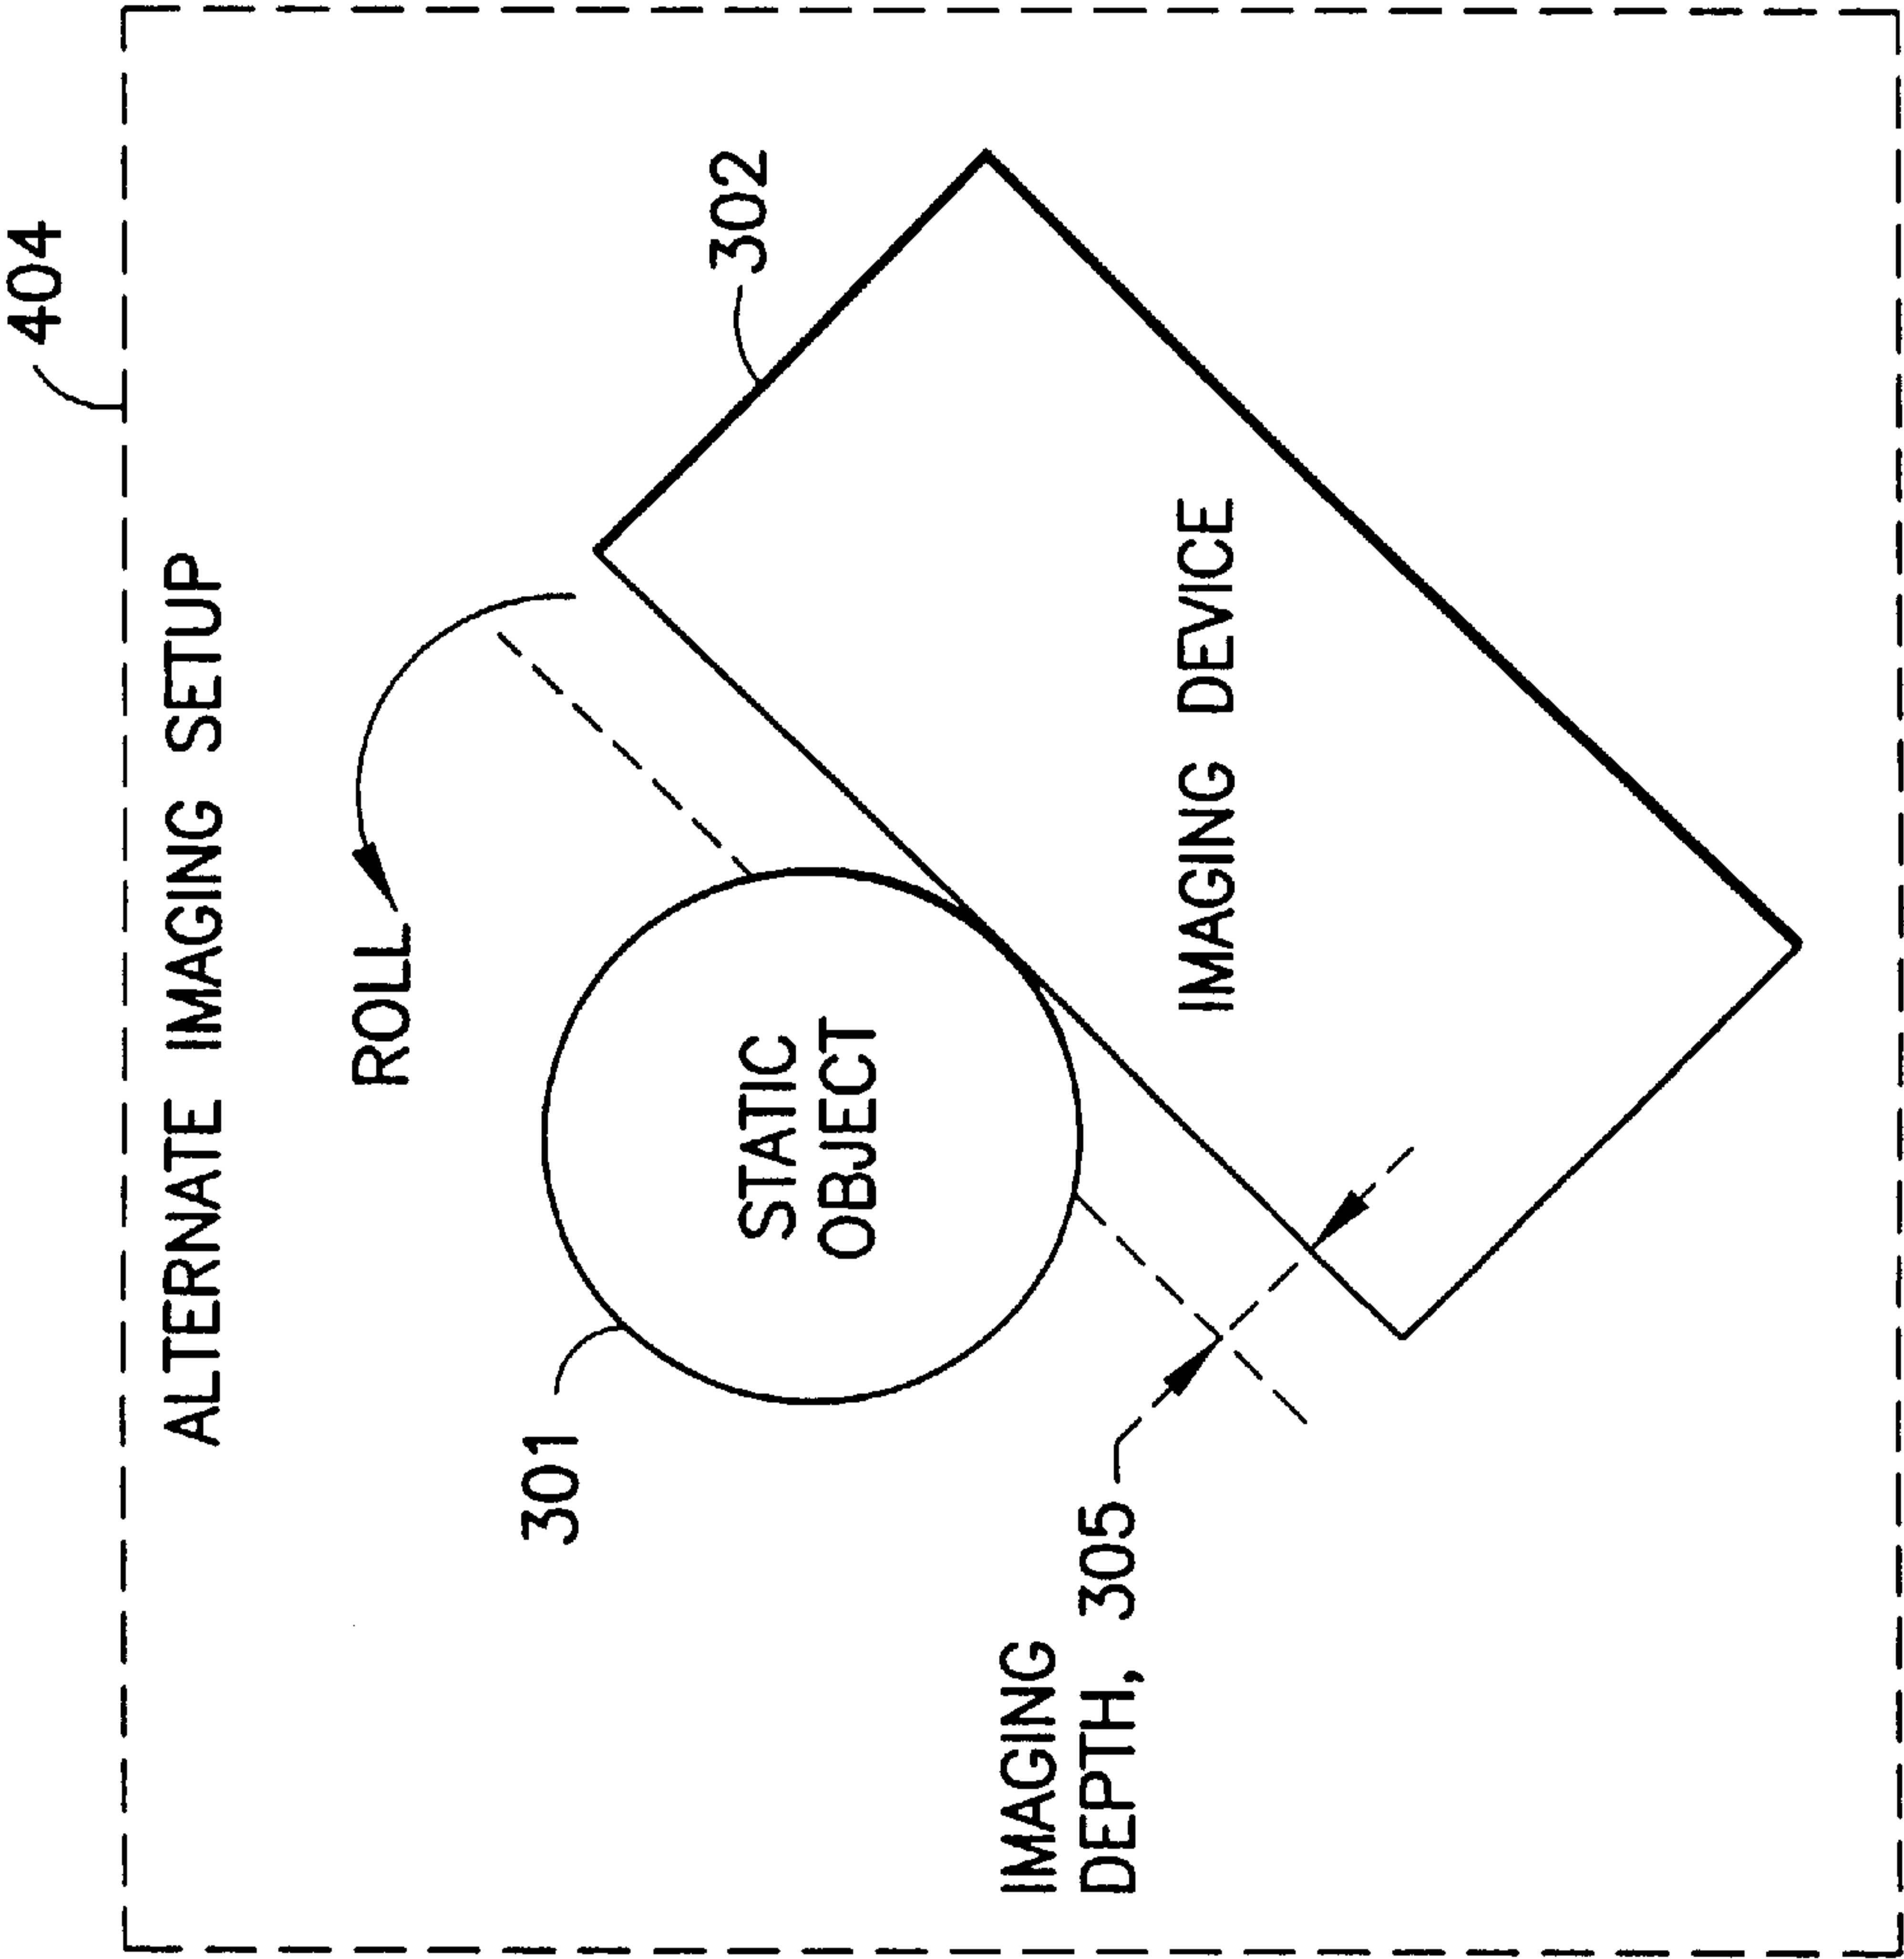 404
ALTERNATE IMAGING SETUP
ROLL
302
301
STATIC
OBJECT
IMAGING
DEPTH, 305
IMAGING DEVICE